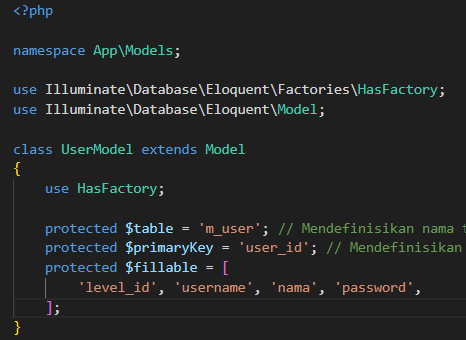 <?php
namespace App\Models;
use Illuminate\Database\Eloquent\Factories\HasFactory;
use Illuminate\Database\Eloquent\Model;
class UserModel extends Model
{
    use HasFactory;
    protected $table = 'm_user'; // Mendefinisikan nama
    protected $primaryKey = 'user_id'; // Mendefinisikan
    protected $fillable = [
        'level_id', 'username', 'nama', 'password',
    ];
}